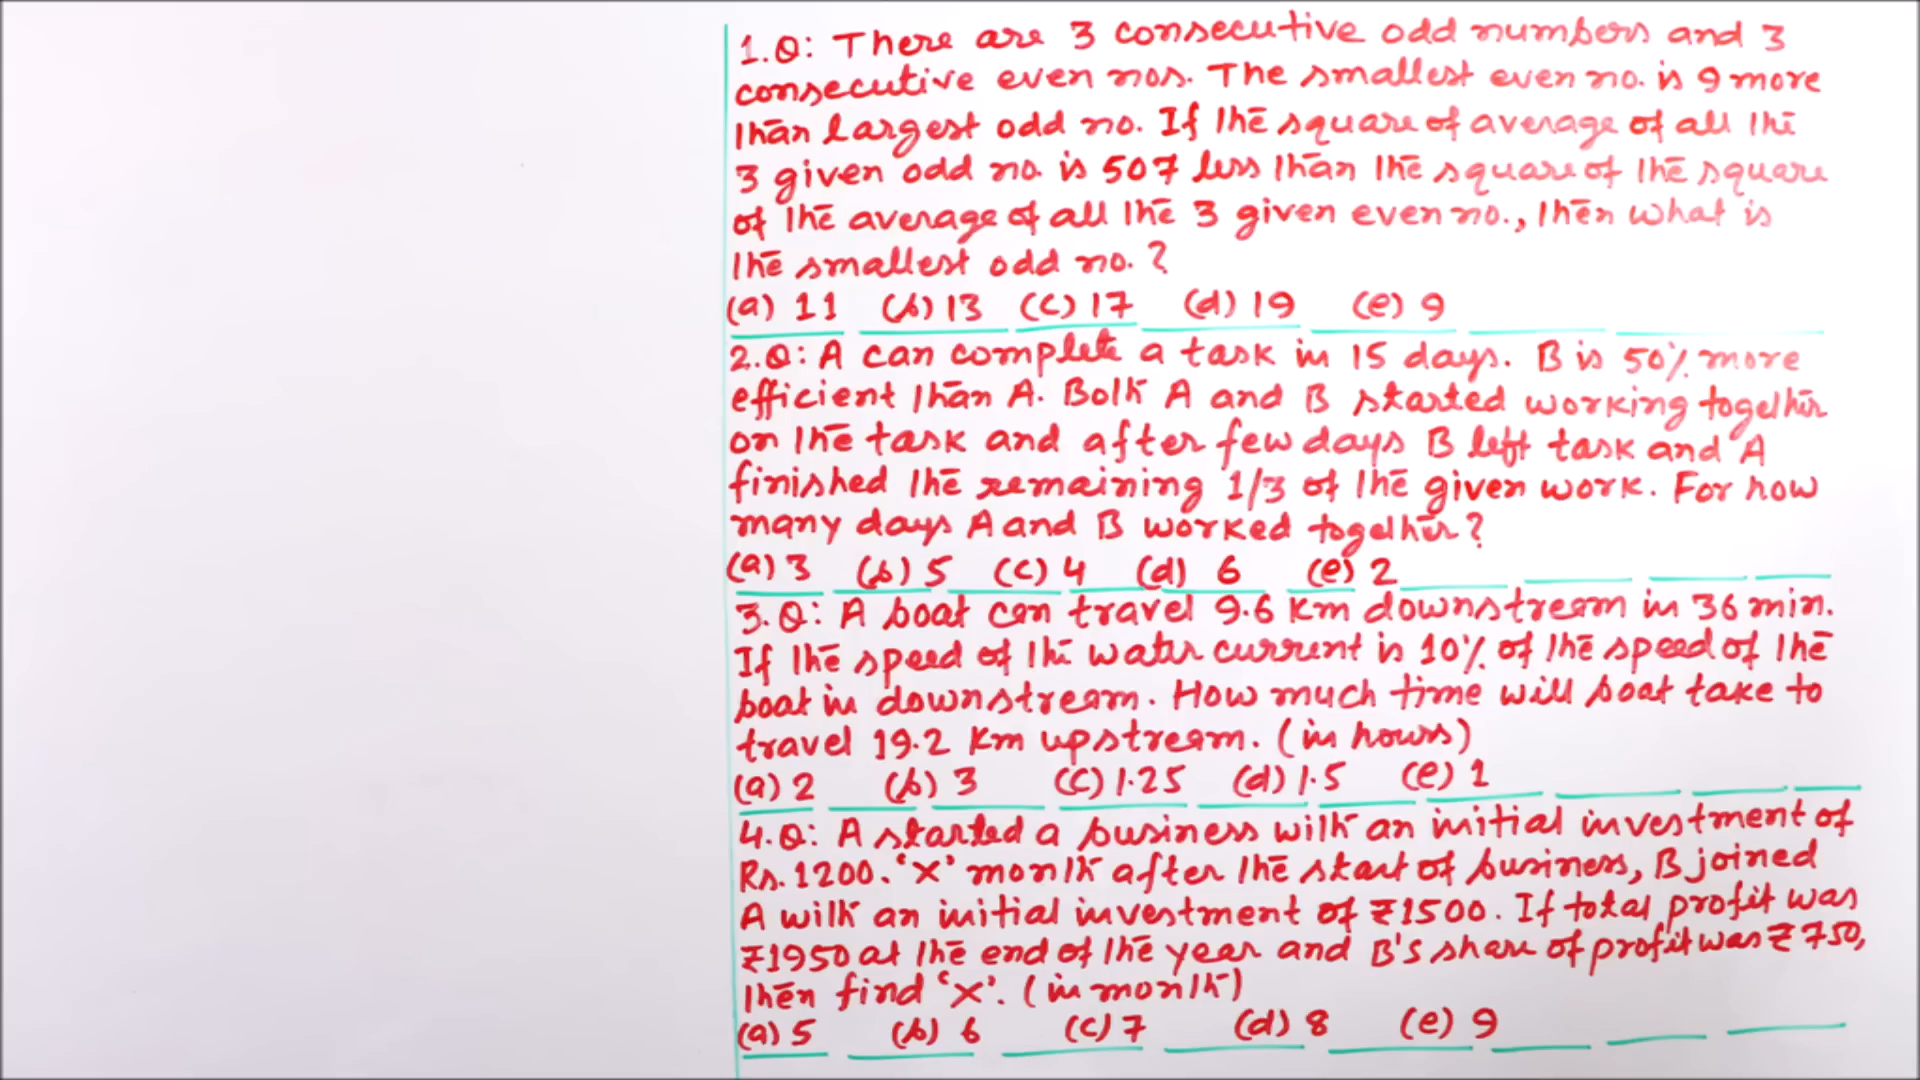 1.Q: There are 3 consecutive odd numbers and 3
consecutive even nos. The smallest even no. is 9 more
than largest odd no. If the square of average of all the
3 given odd no. is 507 less than the square of the square
of the average of all the 3 given even no., then what is
the smallest odd no.?
(a) 11 (b) 13 (c) 17 (d) 19 (e) 9
2.Q: A can complete a task in 15 days. B is 50% more
efficient than A. Both A and B started working together
on the task and after few days B left task and A
finished the remaining 1/3 of the given work. For how
many days A and B worked together?
(a) 3 (b) 5 (c) 4 (d) 6 (e) 2
3.Q: A boat can travel 9.6 Km downstream in 36 min.
If the speed of the water current is 10% of the speed of the
boat in downstream. How much time will boat take to
travel 19.2 Km upstream. (in hours)
(a) 2 (b) 3 (c) 1.25 (d) 1.5 (e) 1
4.Q: A started a business with an initial investment of
Rs. 1200. 'X' month after the start of business, B joined
A with an initial investment of ₹1500. If total profit was
₹1950 at the end of the year and B's share of profit was ₹750,
then find 'X'. (in month)
(a) 5 (b) 6 (c) 7 (d) 8 (e) 9